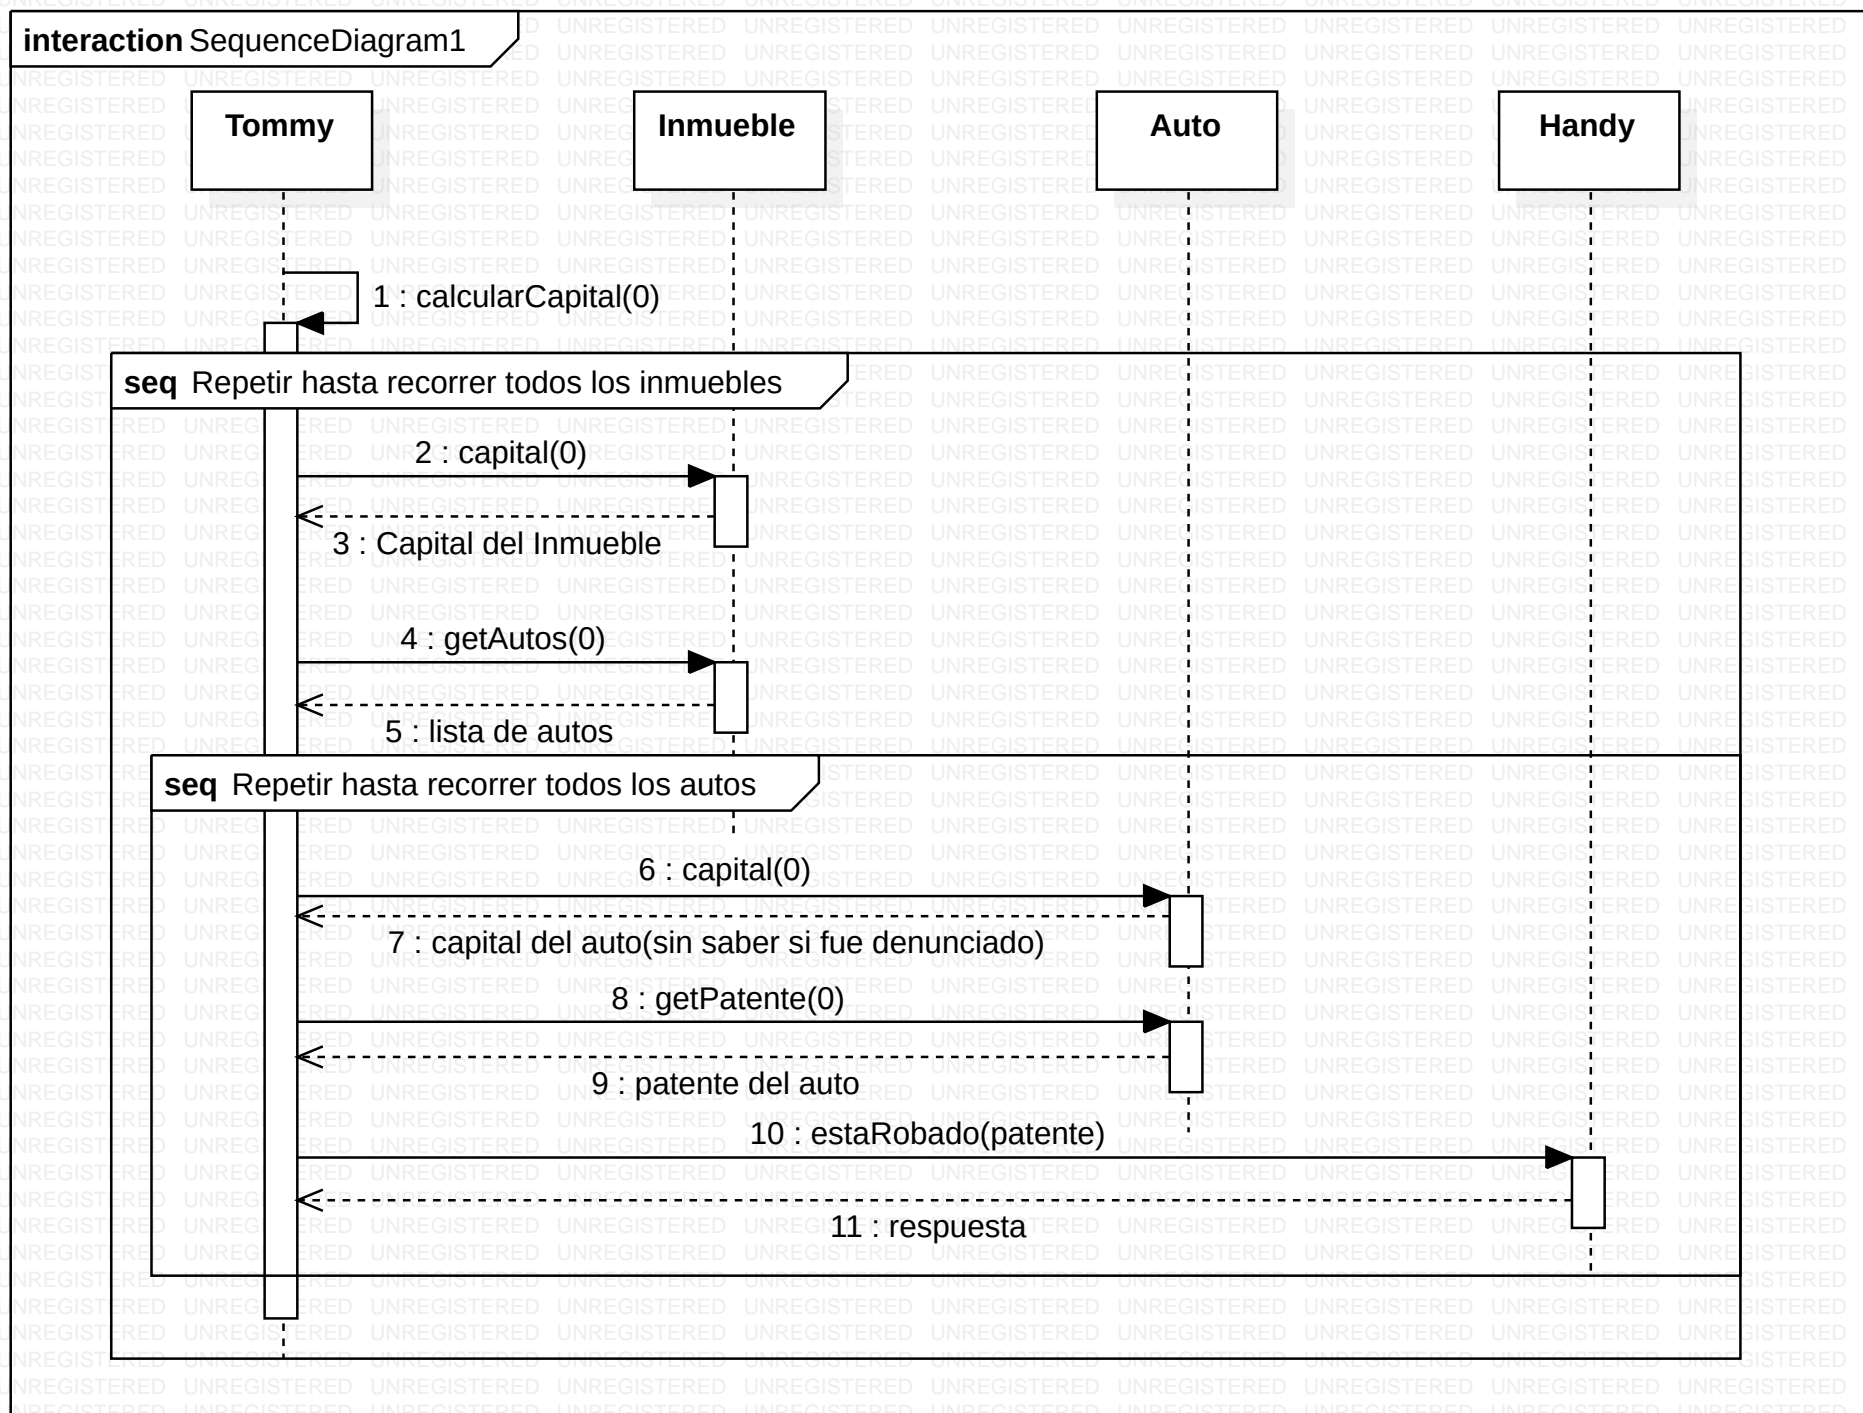 interaction SequenceDiagram1
Tommy
Inmueble
Auto
Handy
1 : calcularCapital(0)
seq Repetir hasta recorrer todos los inmuebles
2 : capital(0)
3 : Capital del Inmueble
4 : getAutos(0)
5 : lista de autos
seq Repetir hasta recorrer todos los autos
6 : capital(0)
7 : capital del auto(sin saber si fue denunciado)
8 : getPatente(0)
9 : patente del auto
10 : estaRobado(patente)
11 : respuesta
UNREGISTERED